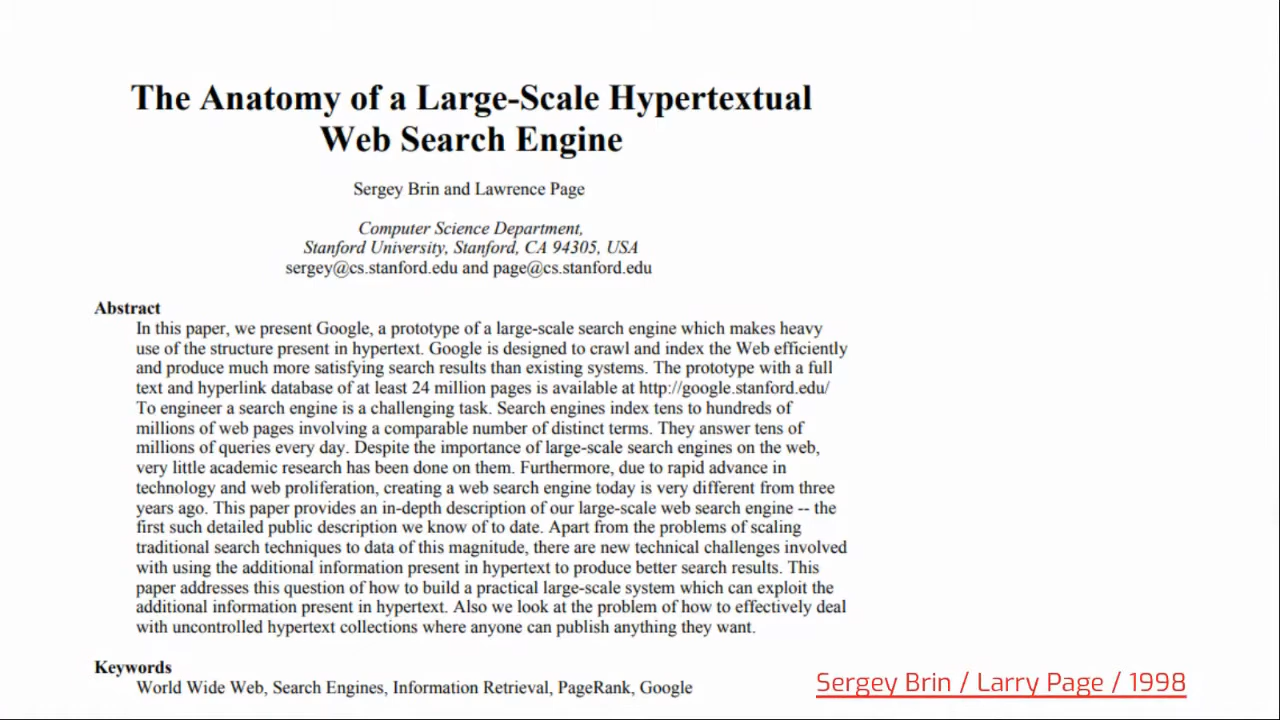 The Anatomy of a Large-Scale Hypertextual
Web Search Engine
Sergey Brin and Lawrence Page
Computer Science Department,
Stanford University, Stanford, CA 94305, USA
sergey@cs.stanford.edu and page@cs.stanford.edu
Abstract
In this paper, we present Google, a prototype of a large-scale search engine which makes heavy
use of the structure present in hypertext. Google is designed to crawl and index the Web efficiently
and produce much more satisfying search results than existing systems. The prototype with a full
text and hyperlink database of at least 24 million pages is available at http://google.stanford.edu/
To engineer a search engine is a challenging task. Search engines index tens to hundreds of
millions of web pages involving a comparable number of distinct terms. They answer tens of
millions of queries every day. Despite the importance of large-scale search engines on the web,
very little academic research has been done on them. Furthermore, due to rapid advance in
technology and web proliferation, creating a web search engine today is very different from three
years ago. This paper provides an in-depth description of our large-scale web search engine -- the
first such detailed public description we know of to date. Apart from the problems of scaling
traditional search techniques to data of this magnitude, there are new technical challenges involved
with using the additional information present in hypertext to produce better search results. This
paper addresses this question of how to build a practical large-scale system which can exploit the
additional information present in hypertext. Also we look at the problem of how to effectively deal
with uncontrolled hypertext collections where anyone can publish anything they want.
Keywords
World Wide Web, Search Engines, Information Retrieval, PageRank, Google
Sergey Brin / Larry Page / 1998